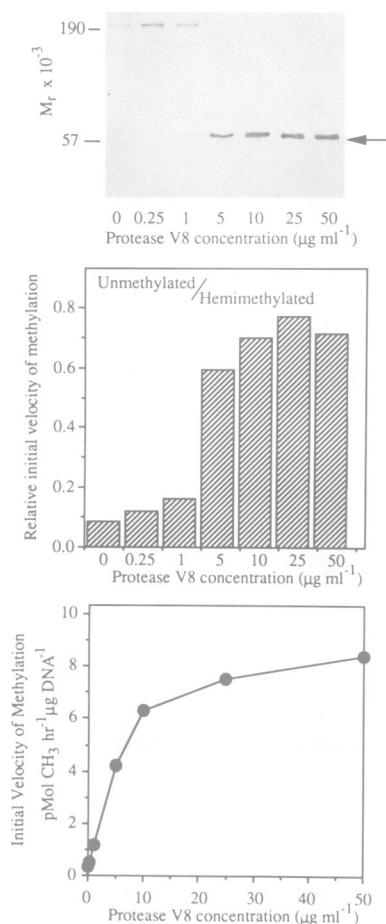 190
M_r x 10^-3
57
0 0.25 1 5 10 25 50
Protease V8 concentration (µg ml^-1)
Unmethylated/Hemimethylated
0.8
0.6
0.4
0.2
0.0
Relative initial velocity of methylation
0 0.25 1 5 10 25 50
Protease V8 concentration (µg ml^-1)
10
8
6
4
2
0
Initial Velocity of Methylation
pMol CH_3 hr^-1 µg DNA^-1
0 10 20 30 40 50
Protease V8 concentration (µg ml^-1)